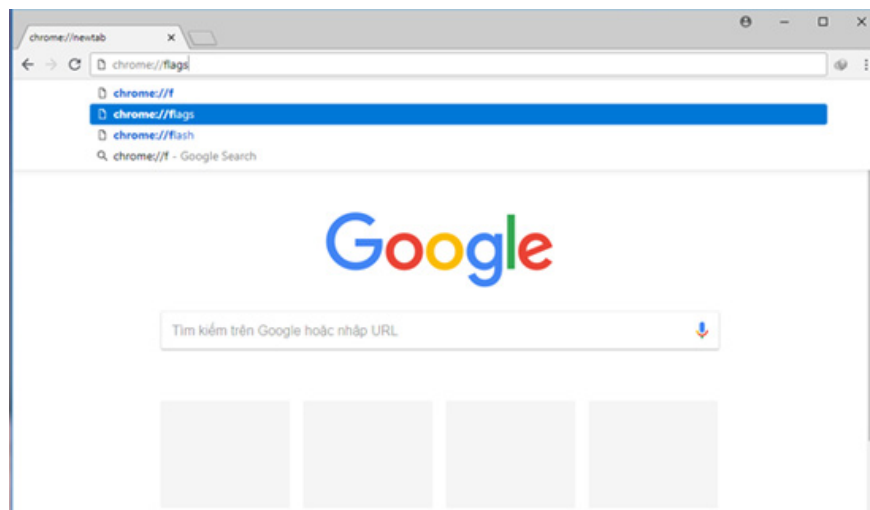 chrome://newtab
chrome://flags
chrome://f
chrome://flags
chrome://flash
chrome://f - Google Search
Google
Tìm kiếm trên Google hoặc nhập URL